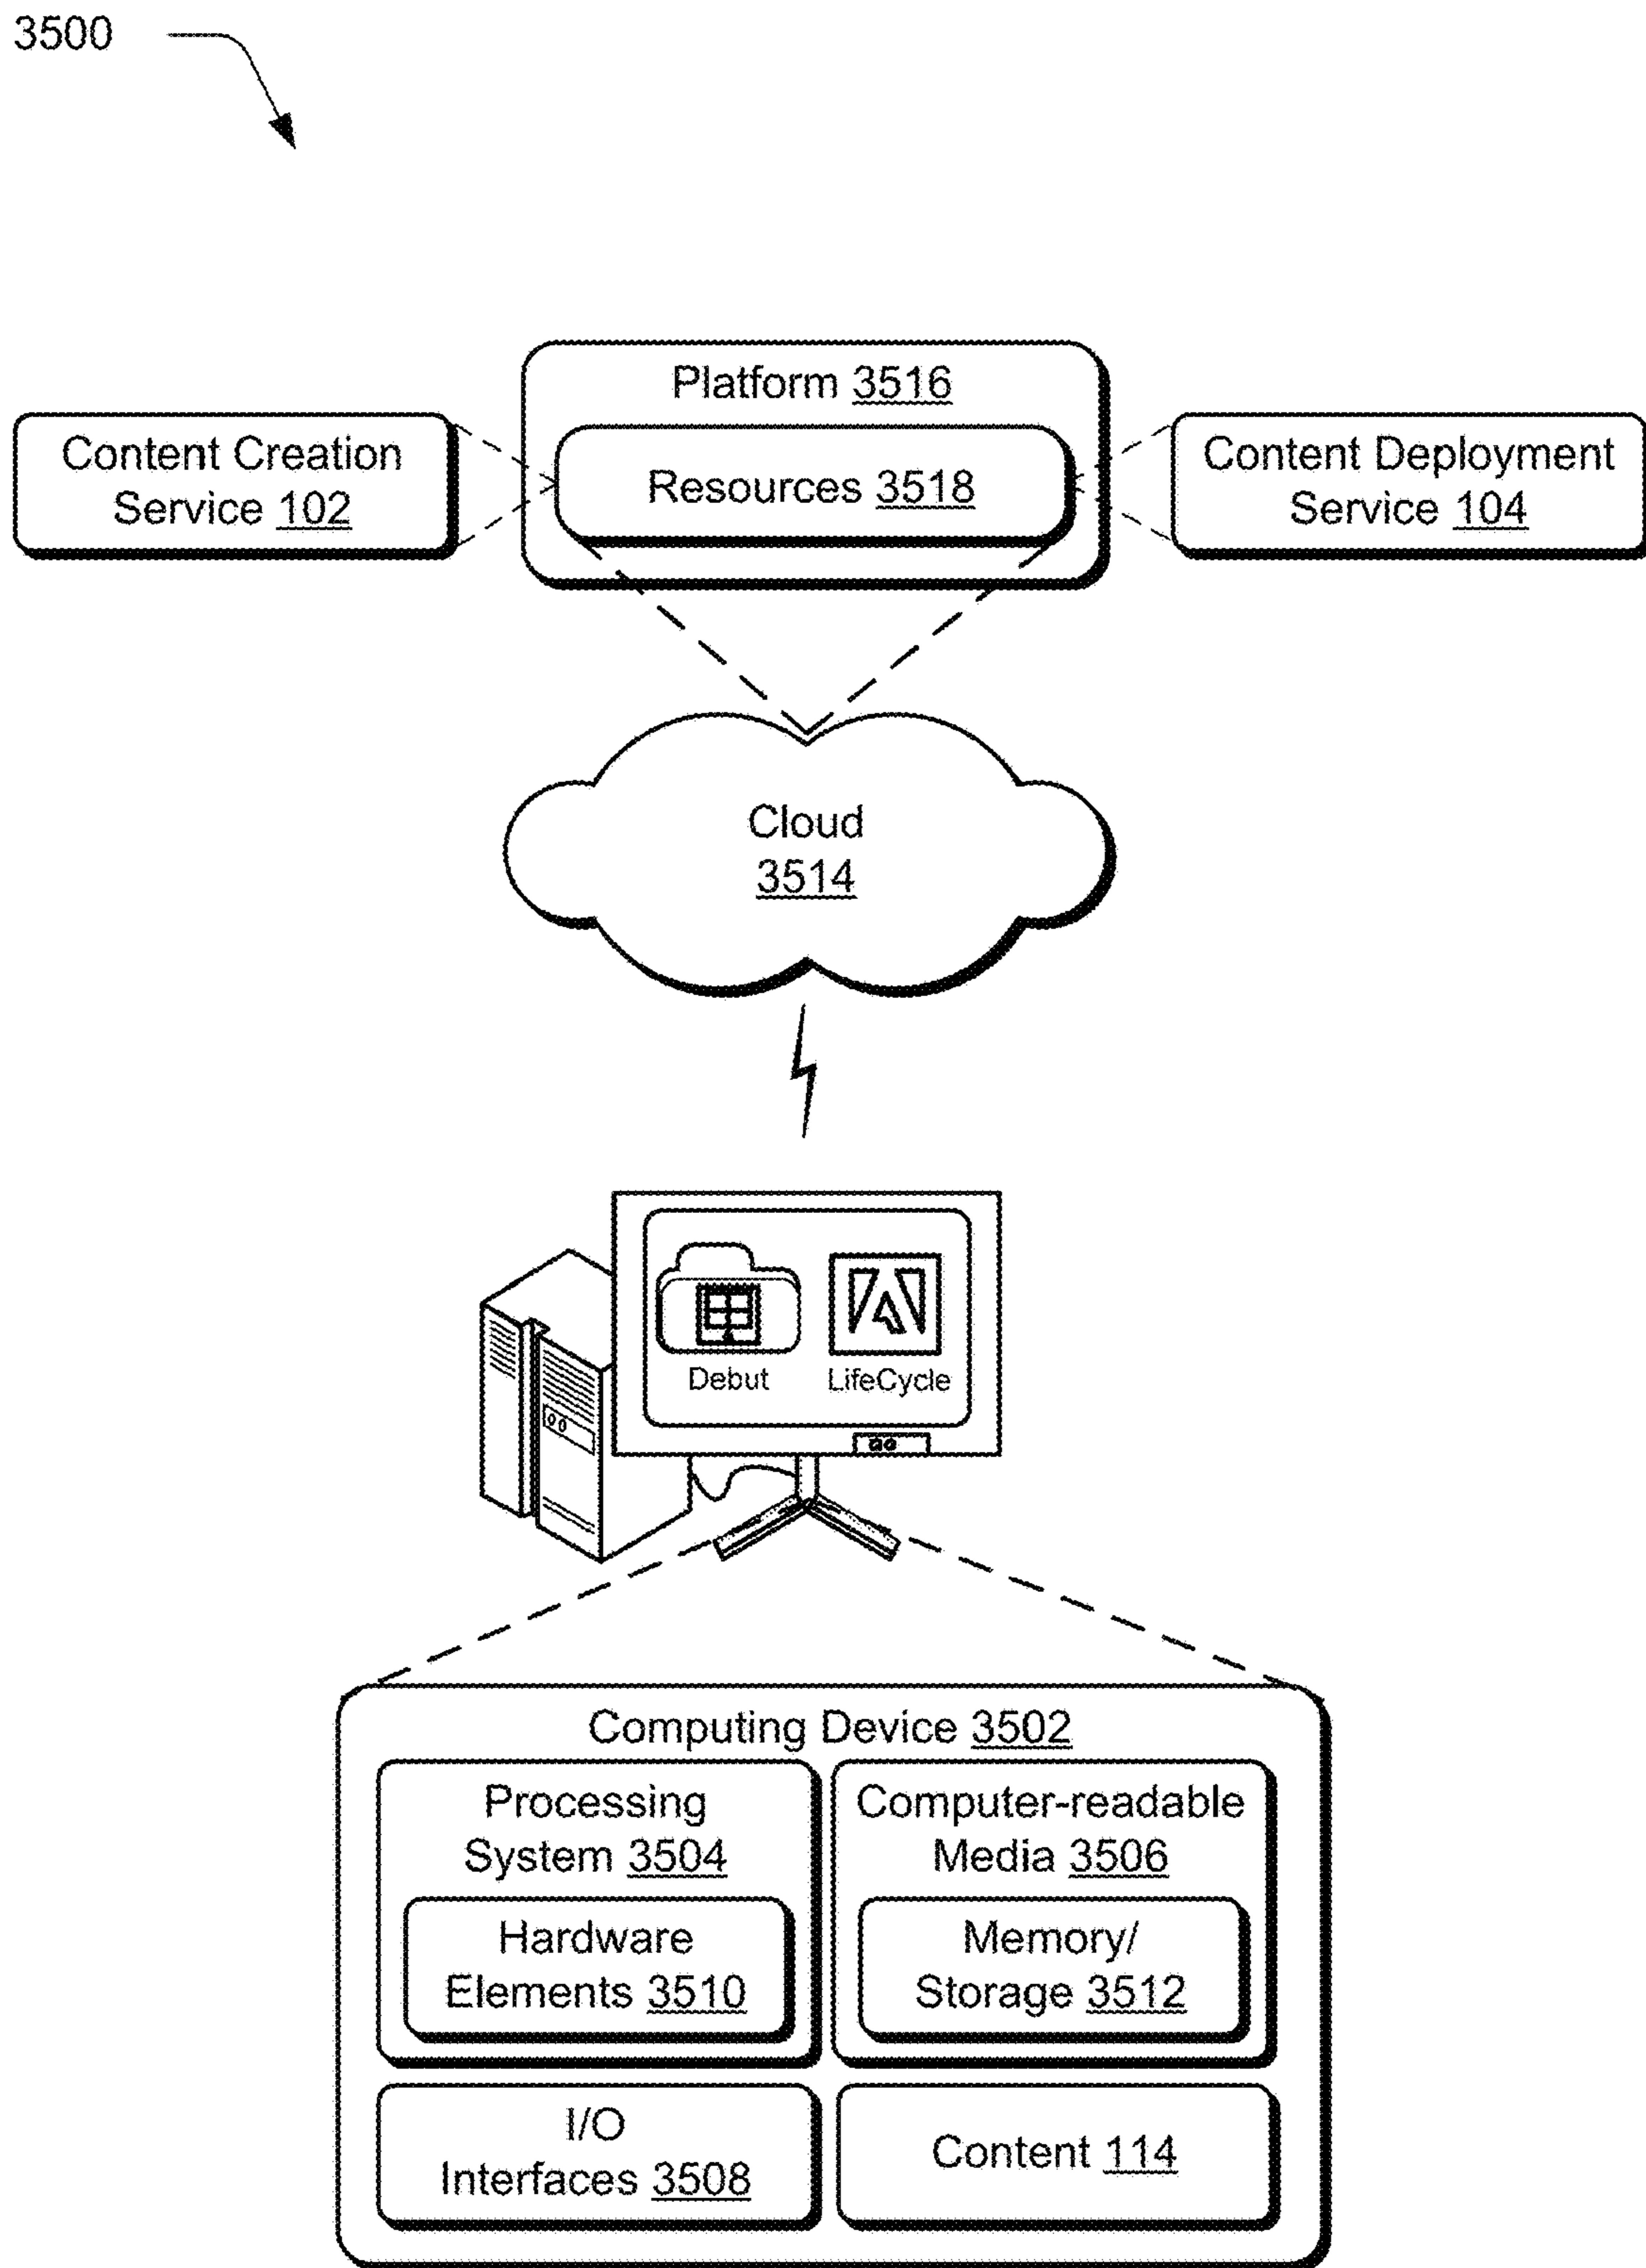 3500
Platform 3516
Resources 3518
Content Creation
Service 102
Content Deployment
Service 104
Cloud
3514
Debut
LifeCycle
Computing Device 3502
Processing
System 3504
Hardware
Elements 3510
Computer-readable
Media 3506
Memory/
Storage 3512
I/O
Interfaces 3508
Content 114